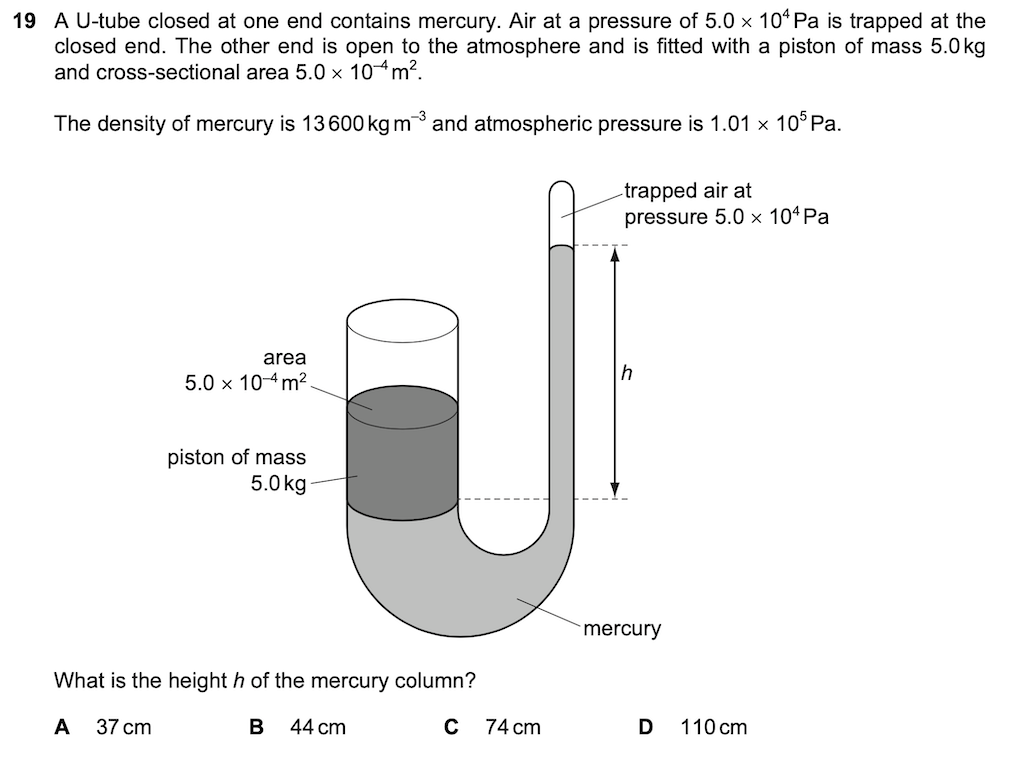 19 A U-tube closed at one end contains mercury. Air at a pressure of 5.0 × 10⁴ Pa is trapped at the
closed end. The other end is open to the atmosphere and is fitted with a piston of mass 5.0 kg
and cross-sectional area 5.0 × 10⁻⁴ m².
The density of mercury is 13 600 kg m⁻³ and atmospheric pressure is 1.01 × 10⁵ Pa.
trapped air at
pressure 5.0 × 10⁴ Pa
area
5.0 × 10⁻⁴ m²
h
piston of mass
5.0 kg
mercury
What is the height h of the mercury column?
A 37 cm B 44 cm C 74 cm D 110 cm